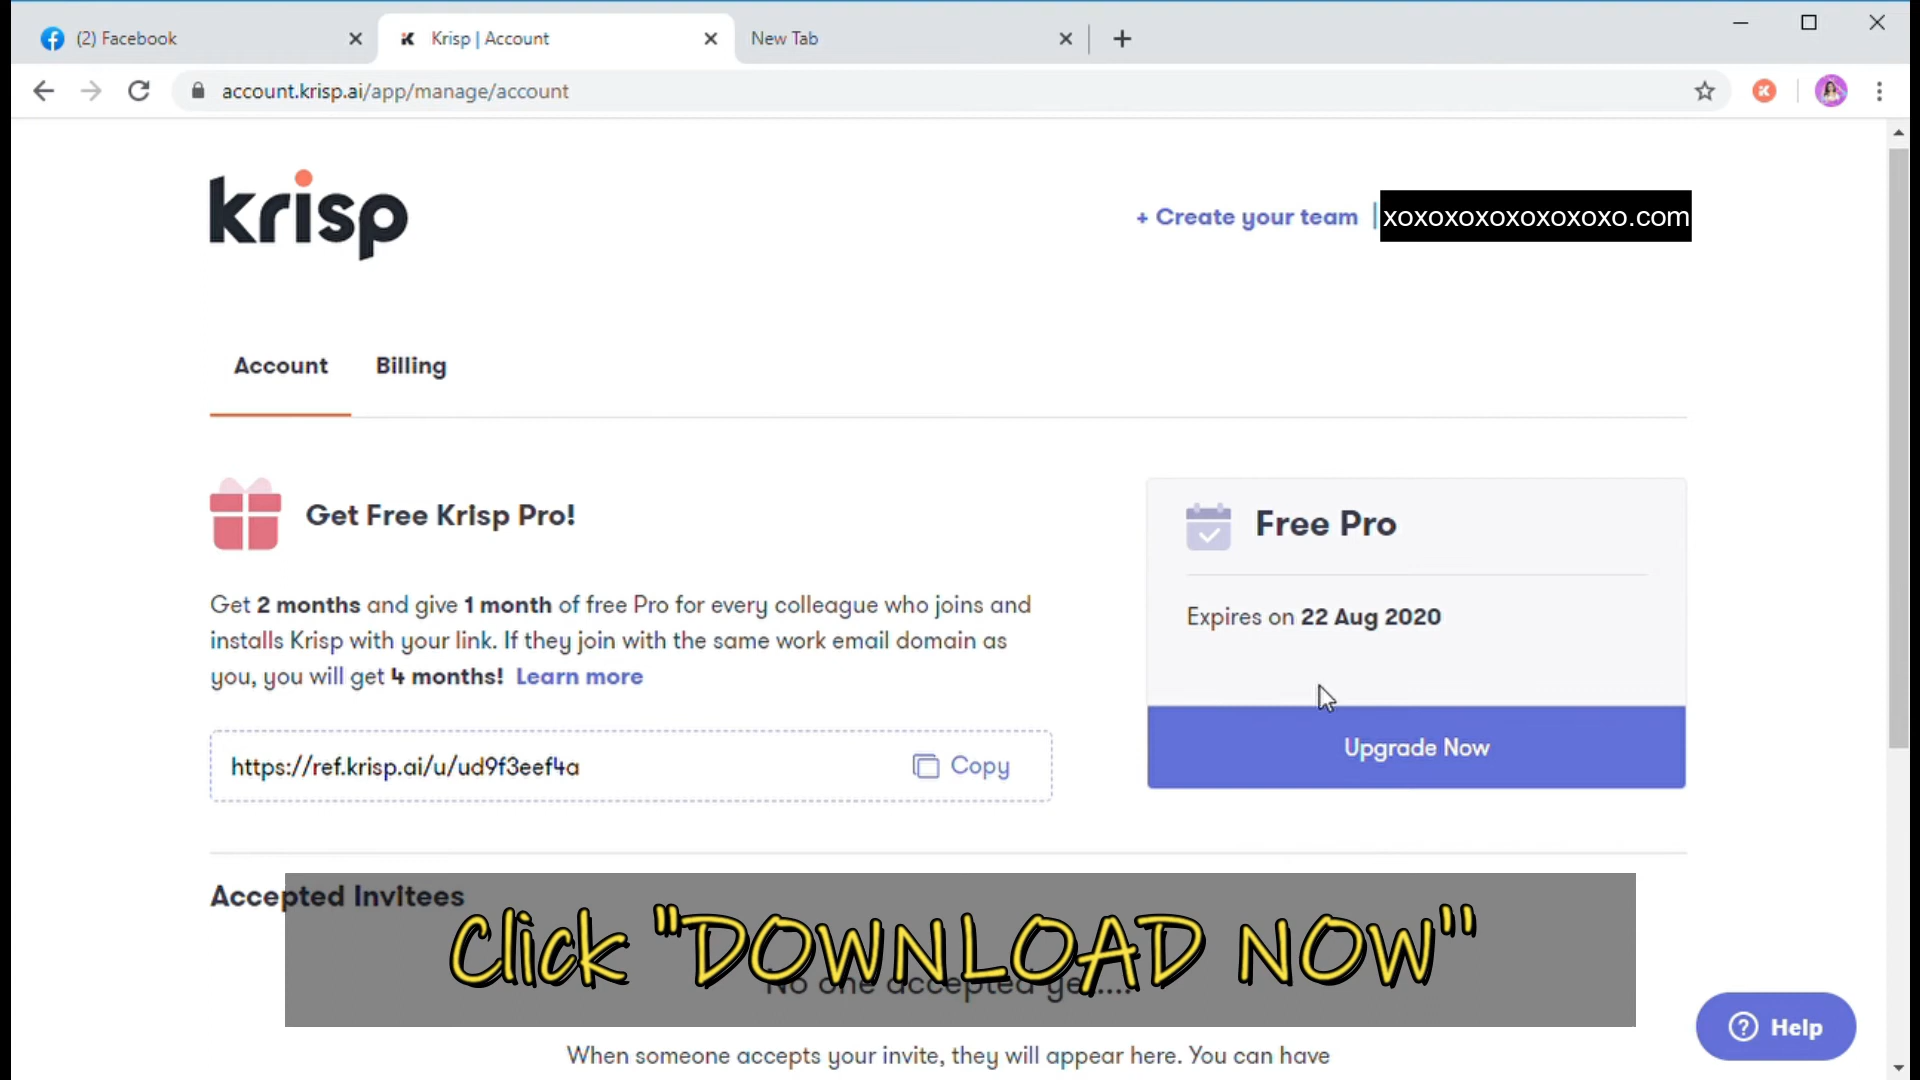 (2) Facebook
Krisp | Account
New Tab
account.krisp.ai/app/manage/account
krisp
+ Create your team
xoxoxoxoxoxoxoxo.com
Account
Billing
Get Free Krisp Pro!
Get 2 months and give 1 month of free Pro for every colleague who joins and
installs Krisp with your link. If they join with the same work email domain as
you, you will get 4 months! Learn more
https://ref.krisp.ai/u/ud9f3eef4a
Copy
Free Pro
Expires on 22 Aug 2020
Upgrade Now
Accepted Invitees
Click "DOWNLOAD NOW"
No one accepted ye.....
Help
When someone accepts your invite, they will appear here. You can have